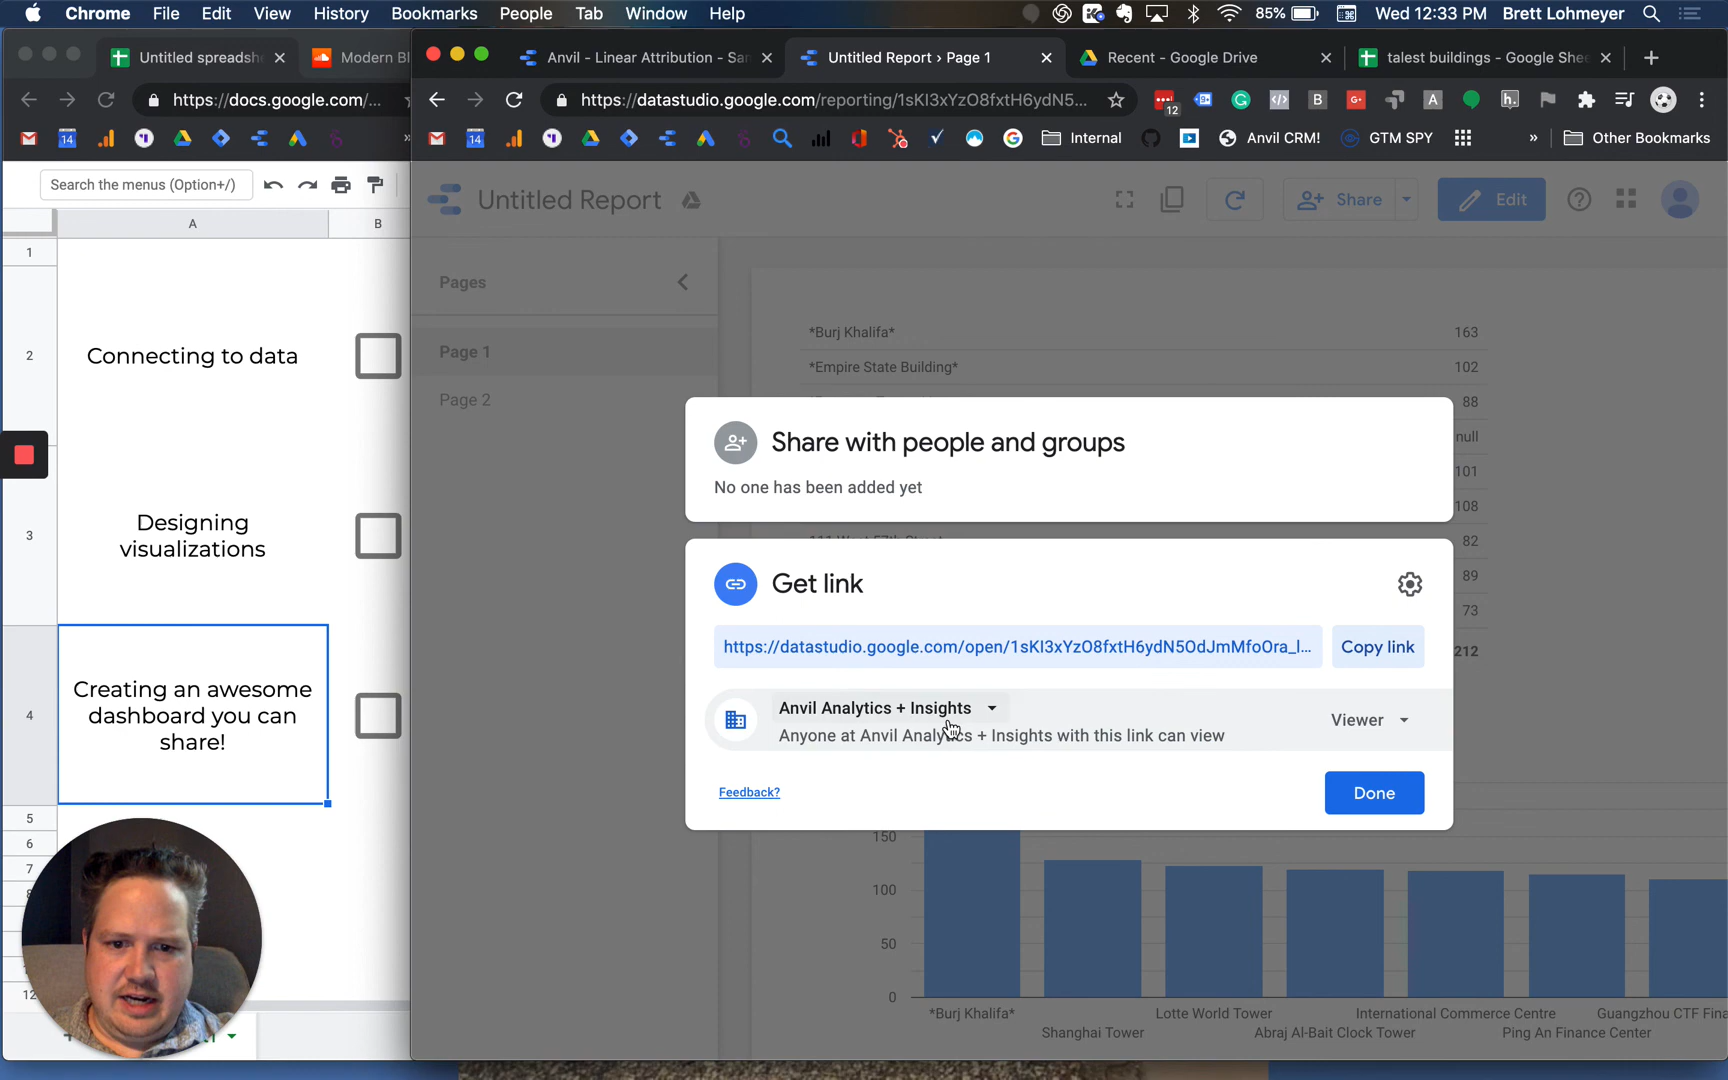 Chrome File Edit View History Bookmarks People Tab Window Help 85% Wed 12:33 PM Brett Lohmeyer
Untitled spreadsh
Modern Bl
Anvil - Linear Attribution - Sam
Untitled Report › Page 1
Recent - Google Drive
talest buildings - Google Shee
https://docs.google.com/...
https://datastudio.google.com/reporting/1sKI3xYzO8fxtH6ydN5...
12
14
14
Internal
Anvil CRM!
GTM SPY
»
Other Bookmarks
Search the menus (Option+/)
A
B
1
2
Connecting to data
3
Designing
visualizations
4
Creating an awesome
dashboard you can
share!
5
6
7
12
Untitled Report
Share
Edit
Pages
Page 1
Page 2
*Burj Khalifa* 163
*Empire State Building* 102
88
null
101
108
82
89
73
212
Share with people and groups
No one has been added yet
Get link
https://datastudio.google.com/open/1sKI3xYzO8fxtH6ydN5OdJmMfoOra_l...
Copy link
Anvil Analytics + Insights
Anyone at Anvil Analytics + Insights with this link can view
Viewer
Feedback?
Done
150
100
50
0
*Burj Khalifa*
Shanghai Tower
Lotte World Tower
Abraj Al-Bait Clock Tower
International Commerce Centre
Ping An Finance Center
Guangzhou CTF Fina